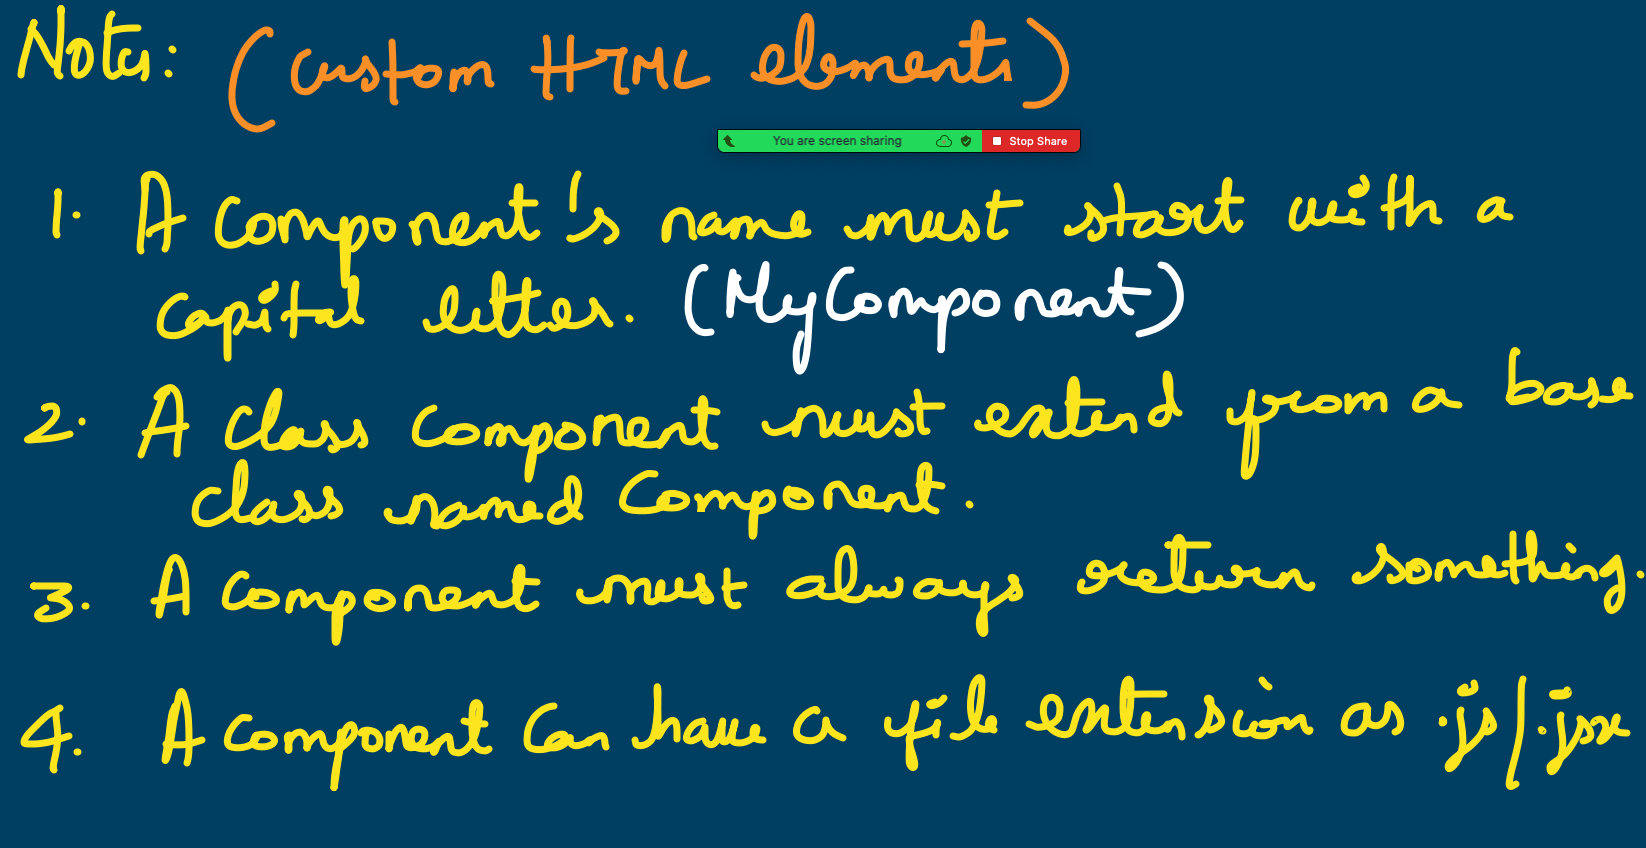 Notes: (Custom HTML elements)
You are screen sharing Stop Share
1. A Component's name must start with a
capital letter. (MyComponent)
2. A class component must extend from a base
class named Component.
3. A component must always return something.
4. A component can have a file extension as .js/.jsx